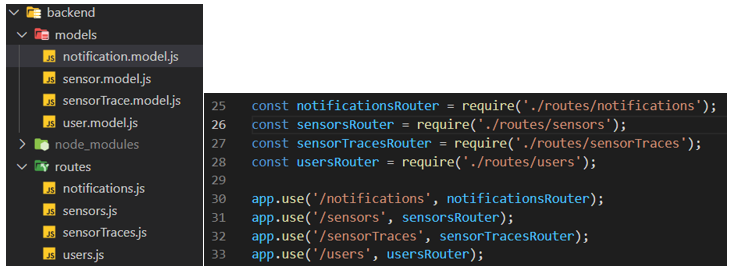 backend
models
JS notification.model.js
JS sensor.model.js
JS sensorTrace.model.js
JS user.model.js
node_modules
routes
JS notifications.js
JS sensors.js
JS sensorTraces.js
JS users.js
25 const notificationsRouter = require('./routes/notifications');
26 const sensorsRouter = require('./routes/sensors');
27 const sensorTracesRouter = require('./routes/sensorTraces');
28 const usersRouter = require('./routes/users');
29
30 app.use('/notifications', notificationsRouter);
31 app.use('/sensors', sensorsRouter);
32 app.use('/sensorTraces', sensorTracesRouter);
33 app.use('/users', usersRouter);